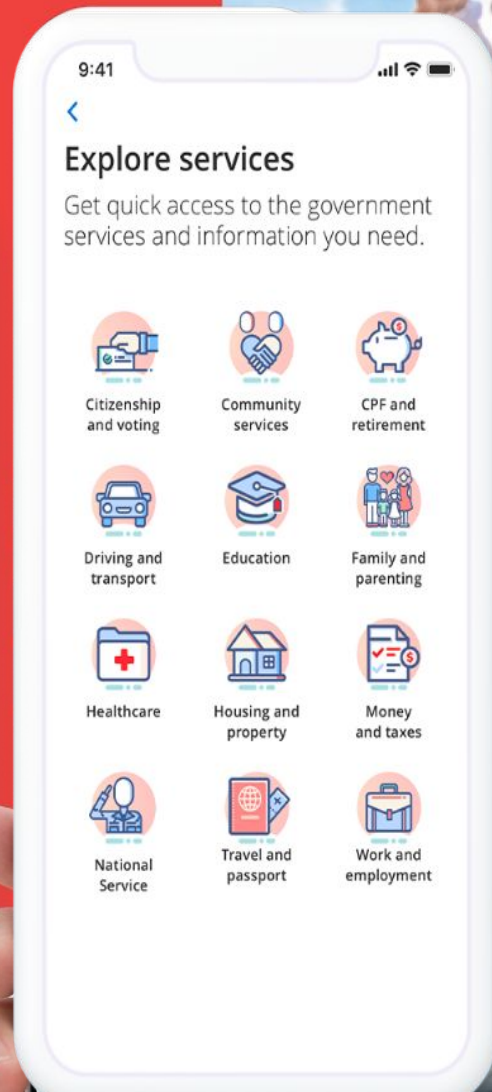 9:41
Explore services
Get quick access to the government
services and information you need.
Citizenship
and voting
Community
services
CPF and
retirement
Driving and
transport
Education
Family and
parenting
Healthcare
Housing and
property
Money
and taxes
National
Service
Travel and
passport
Work and
employment